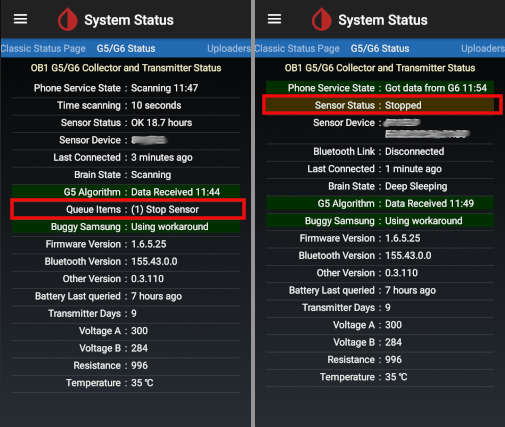 System Status
Classic Status Page G5/G6 Status Uploaders
OB1 G5/G6 Collector and Transmitter Status
Phone Service State : Scanning 11:47
Time scanning : 10 seconds
Sensor Status : OK 18.7 hours
Sensor Device :
Last Connected : 3 minutes ago
Brain State : Scanning
G5 Algorithm : Data Received 11:44
Queue Items : (1) Stop Sensor
Buggy Samsung : Using workaround
Firmware Version : 1.6.5.25
Bluetooth Version : 155.43.0.0
Other Version : 0.3.110
Battery Last queried : 7 hours ago
Transmitter Days : 9
Voltage A : 300
Voltage B : 284
Resistance : 996
Temperature : 35 ℃
System Status
Classic Status Page G5/G6 Status Uploaders
OB1 G5/G6 Collector and Transmitter Status
Phone Service State : Got data from G6 11:54
Sensor Status : Stopped
Sensor Device :
Bluetooth Link : Disconnected
Last Connected : 1 minute ago
Brain State : Deep Sleeping
G5 Algorithm : Data Received 11:49
Buggy Samsung : Using workaround
Firmware Version : 1.6.5.25
Bluetooth Version : 155.43.0.0
Other Version : 0.3.110
Battery Last queried : 7 hours ago
Transmitter Days : 9
Voltage A : 300
Voltage B : 284
Resistance : 996
Temperature : 35 ℃